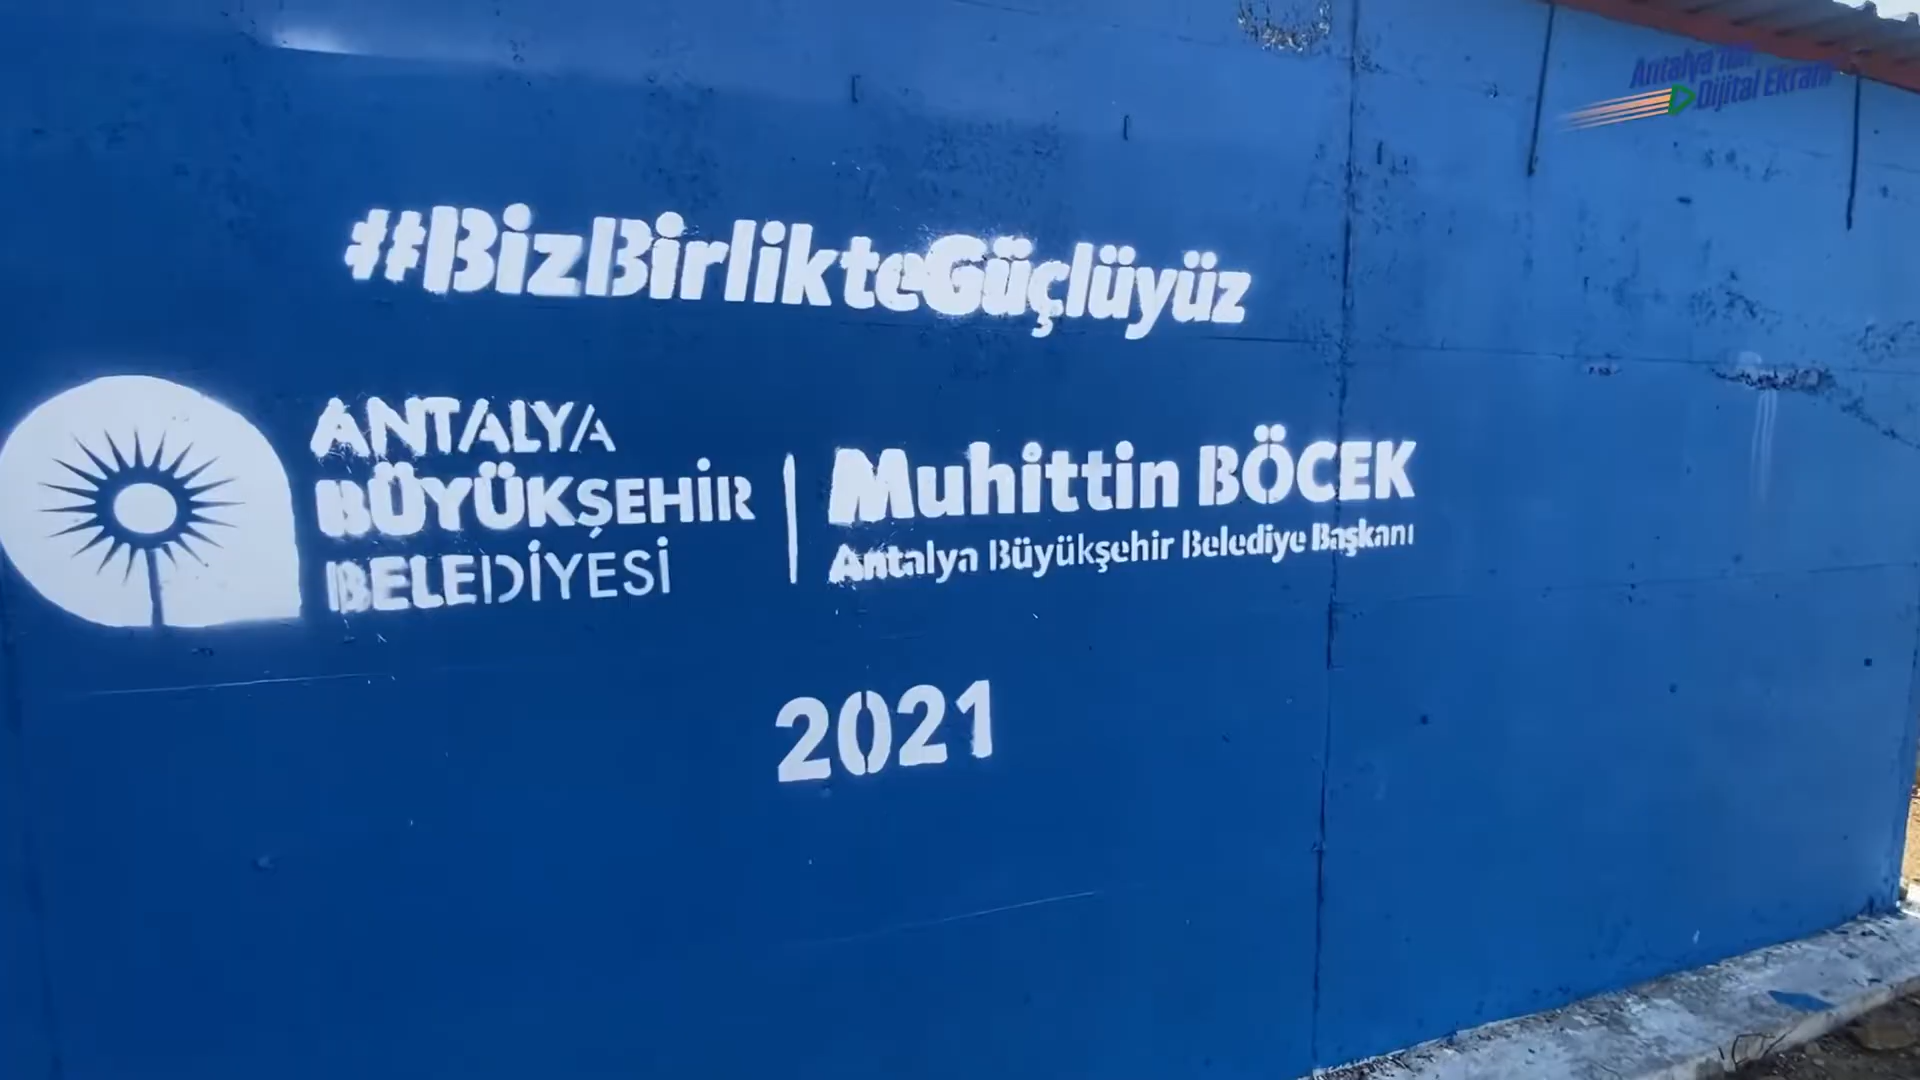 Antalya'nın
Dijital Ekranı
#BizBirlikteGüçlüyüz
ANTALYA
BÜYÜKŞEHİR
BELEDİYESİ
Muhittin BÖCEK
Antalya Büyükşehir Belediye Başkanı
2021